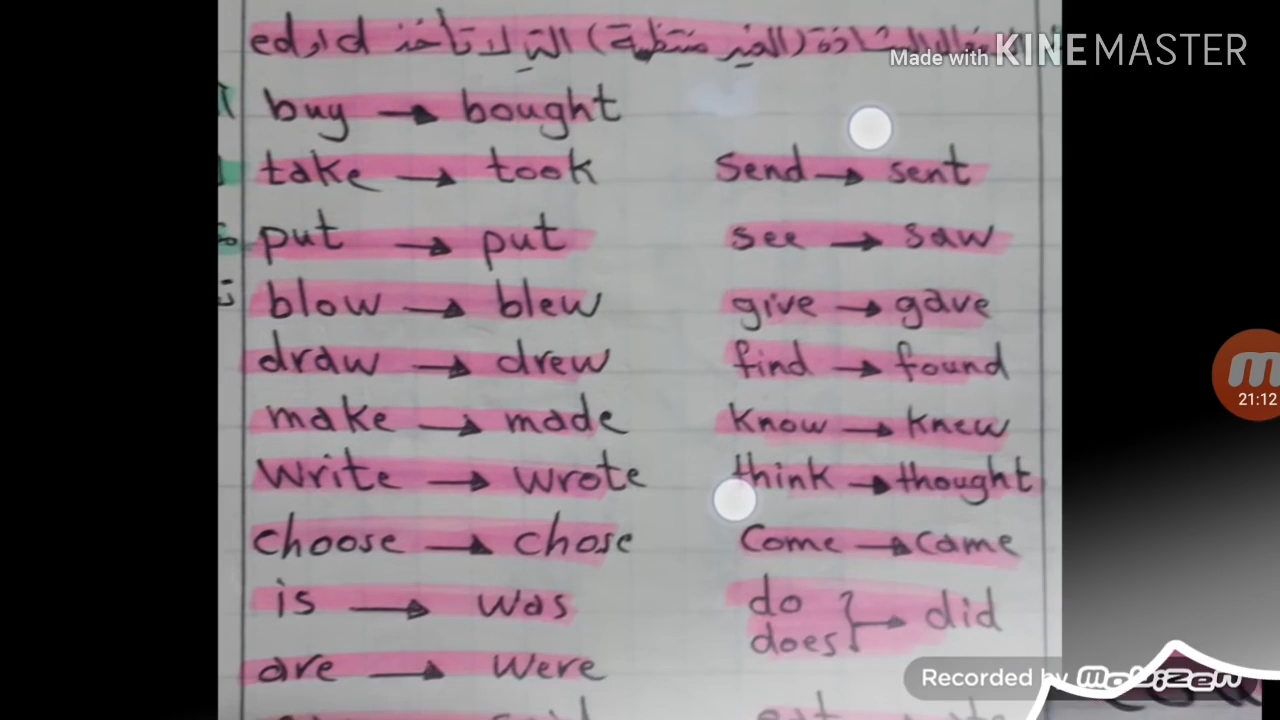 الشاذة (الغير منتظمة) التي لا تأخذ d او ed
Made with KINEMASTER
buy → bought
take → took
put → put
blow → blew
draw → drew
make → made
write → wrote
choose → chose
is → was
are → were
send → sent
see → saw
give → gave
find → found
know → knew
think → thought
come → came
do
does } → did
21:12
Recorded by mobizen